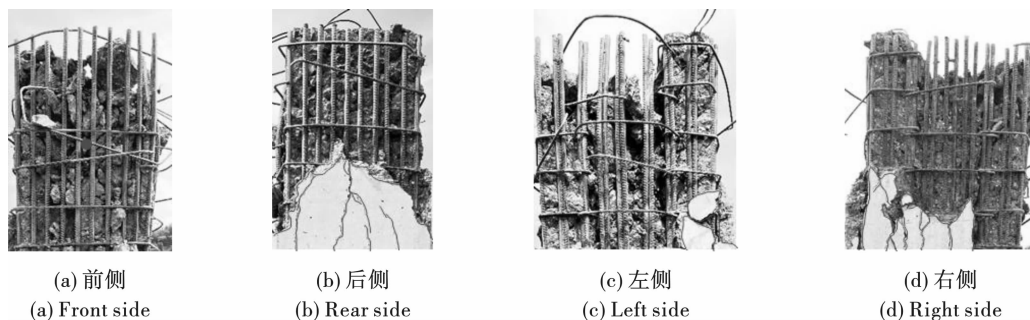 (a) 前侧
(b) 后侧
(c) 左侧
(d) 右侧
(a) Front side
(b) Rear side
(c) Left side
(d) Right side